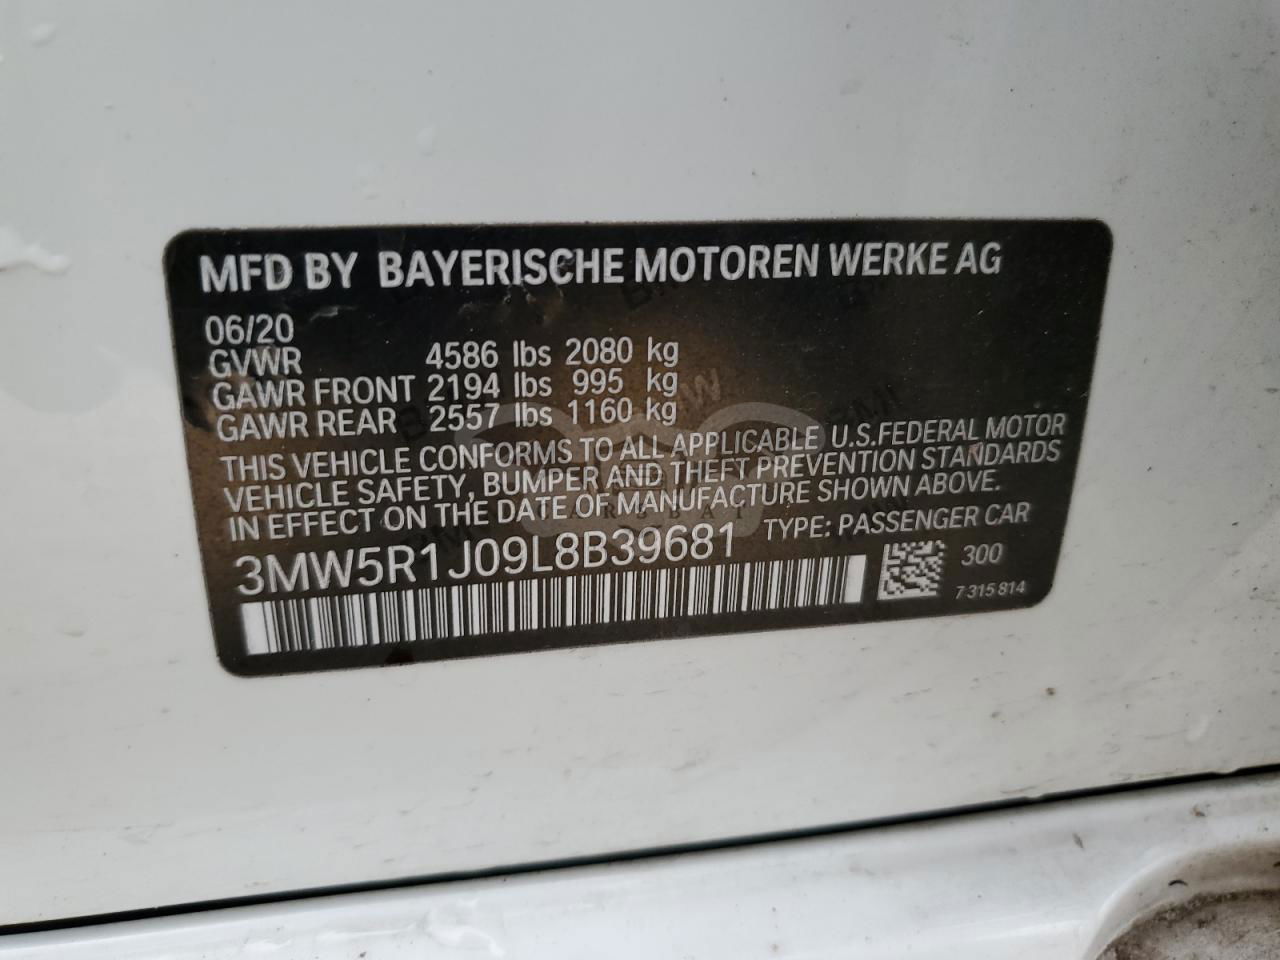 MFD BY BAYERISCHE MOTOREN WERKE AG
06/20
GVWR 4586 lbs 2080 kg
GAWR FRONT 2194 lbs 995 kg
GAWR REAR 2557 lbs 1160 kg
THIS VEHICLE CONFORMS TO ALL APPLICABLE U.S.FEDERAL MOTOR
VEHICLE SAFETY, BUMPER AND THEFT PREVENTION STANDARDS
IN EFFECT ON THE DATE OF MANUFACTURE SHOWN ABOVE.
3MW5R1J09L8B39681 TYPE: PASSENGER CAR
300
7 315 814